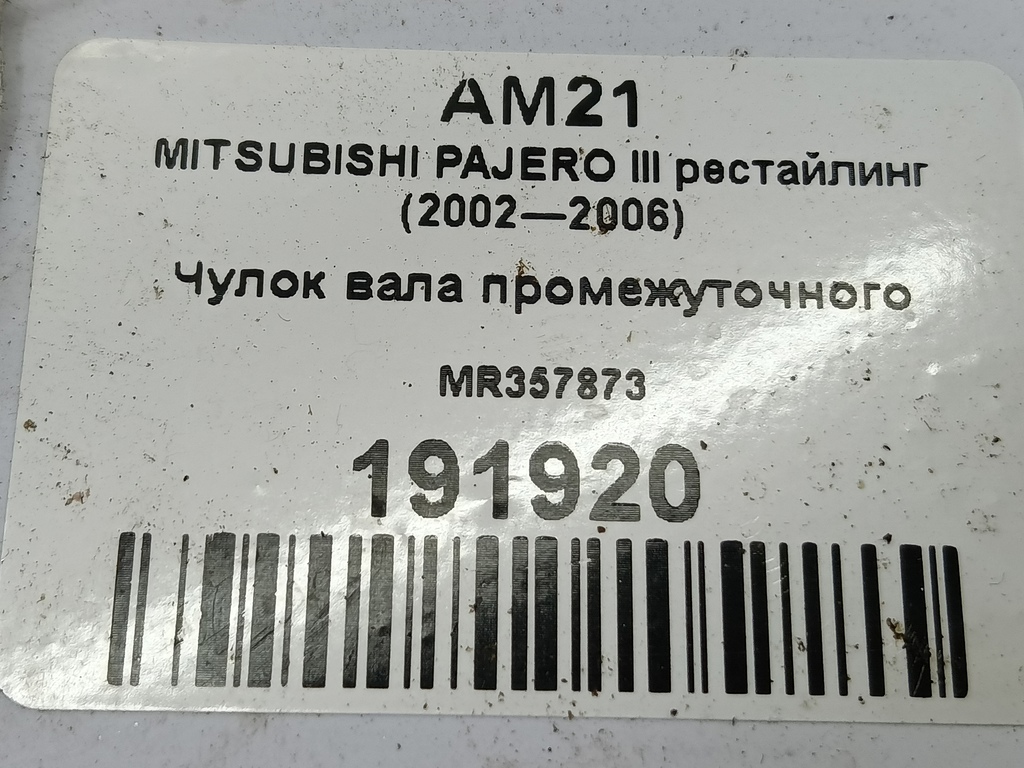 AM21
MITSUBISHI PAJERO III рестайлинг
(2002—2006)
Чулок вала промежуточного
MR357873
191920